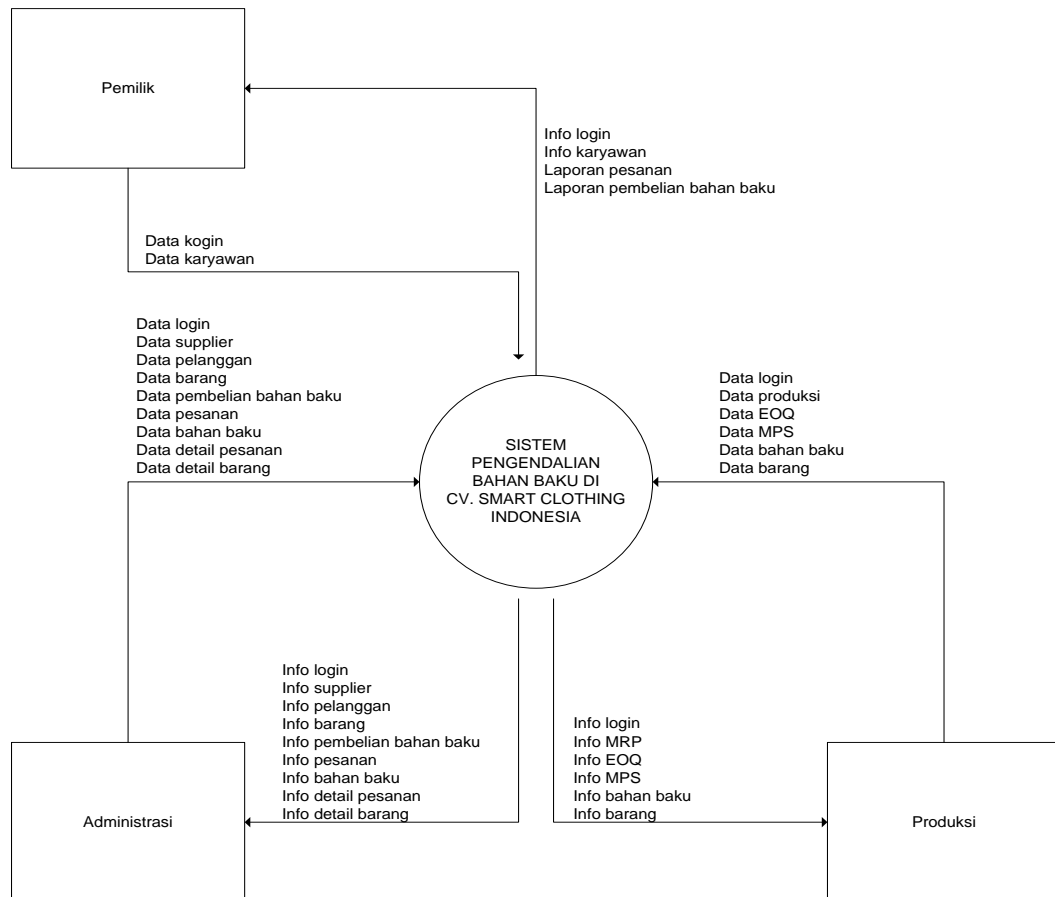 Pemilik
Info login
Info karyawan
Laporan pesanan
Laporan pembelian bahan baku
Data kogin
Data karyawan
Data login
Data supplier
Data pelanggan
Data barang
Data pembelian bahan baku
Data pesanan
Data bahan baku
Data detail pesanan
Data detail barang
SISTEM
PENGENDALIAN
BAHAN BAKU DI
CV. SMART CLOTHING
INDONESIA
Data login
Data produksi
Data EOQ
Data MPS
Data bahan baku
Data barang
Info login
Info supplier
Info pelanggan
Info barang
Info pembelian bahan baku
Info pesanan
Info bahan baku
Info detail pesanan
Info detail barang
Info login
Info MRP
Info EOQ
Info MPS
Info bahan baku
Info barang
Administrasi
Produksi